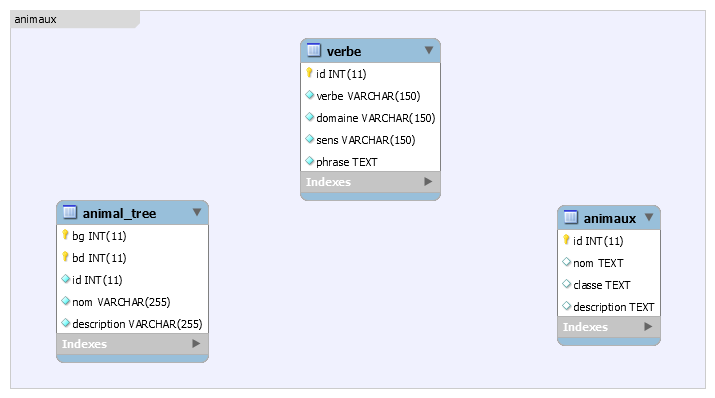 animaux
verbe
id INT(11)
verbe VARCHAR(150)
domaine VARCHAR(150)
sens VARCHAR(150)
phrase TEXT
Indexes
animal_tree
bg INT(11)
bd INT(11)
id INT(11)
nom VARCHAR(255)
description VARCHAR(255)
Indexes
animaux
id INT(11)
nom TEXT
classe TEXT
description TEXT
Indexes